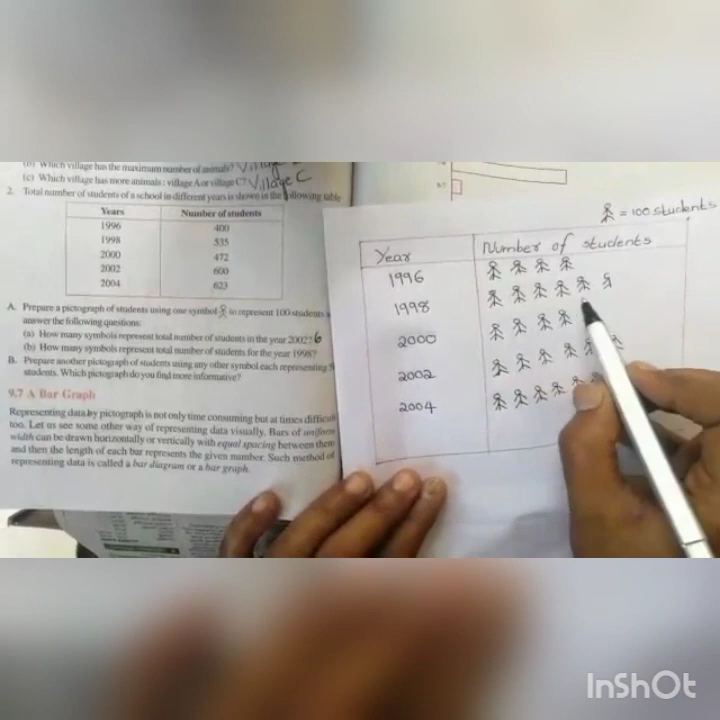 (b) Which village has the maximum number of animals? Village
(c) Which village has more animals : village A or village C? Village C
2. Total number of students of a school in different years is shown in the following table
Years Number of students
1996 400
1998 535
2000 472
2002 600
2004 623
A. Prepare a pictograph of students using one symbol to represent 100 students
answer the following questions:
(a) How many symbols represent total number of students in the year 2002? 6
(b) How many symbols represent total number of students for the year 1998?
B. Prepare another pictograph of students using any other symbol each representing
students. Which pictograph do you find more informative?
9.7 A Bar Graph
Representing data by pictograph is not only time consuming but at times difficult
too. Let us see some other way of representing data visually. Bars of uniform
width can be drawn horizontally or vertically with equal spacing between them
and then the length of each bar represents the given number. Such method of
representing data is called a bar diagram or a bar graph.
= 100 students
Year Number of students
1996
1998
2000
2002
2004
InShOt